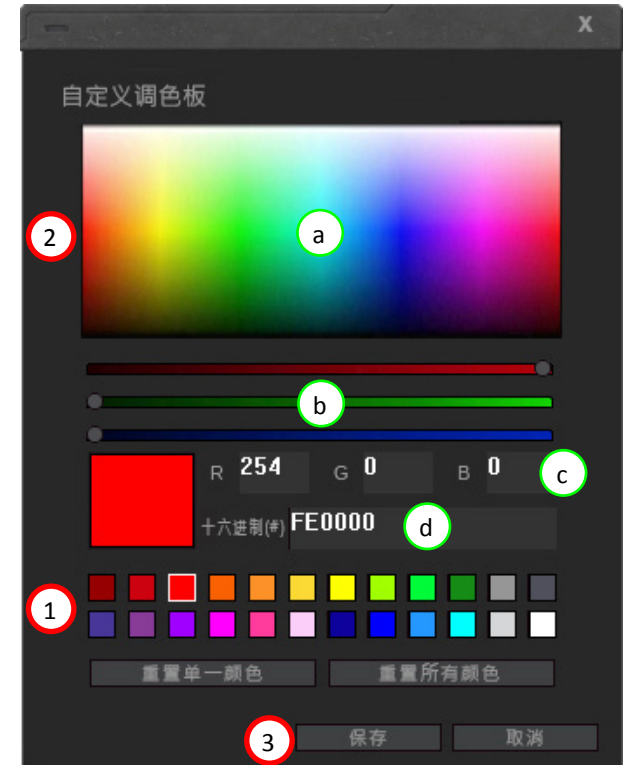 X
自定义调色板
2
a
b
R 254 G 0 B 0 c
十六进制(#) FE0000 d
1
重置单一颜色 重置所有颜色
3 保存 取消